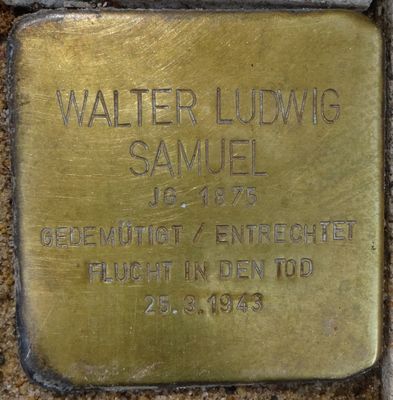 WALTER LUDWIG
SAMUEL
JG. 1875
GEDEMÜTIGT / ENTRECHTET
FLUCHT IN DEN TOD
25.3.1943